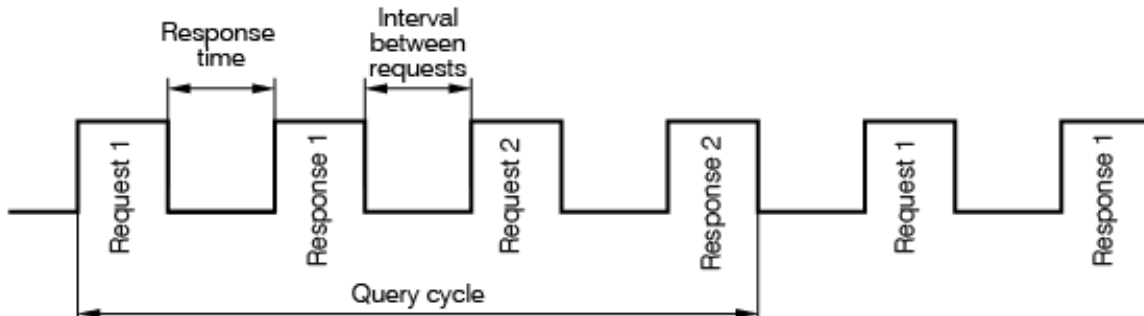 Response
time
Interval
between
requests
Request 1
Response 1
Request 2
Response 2
Request 1
Response 1
Query cycle